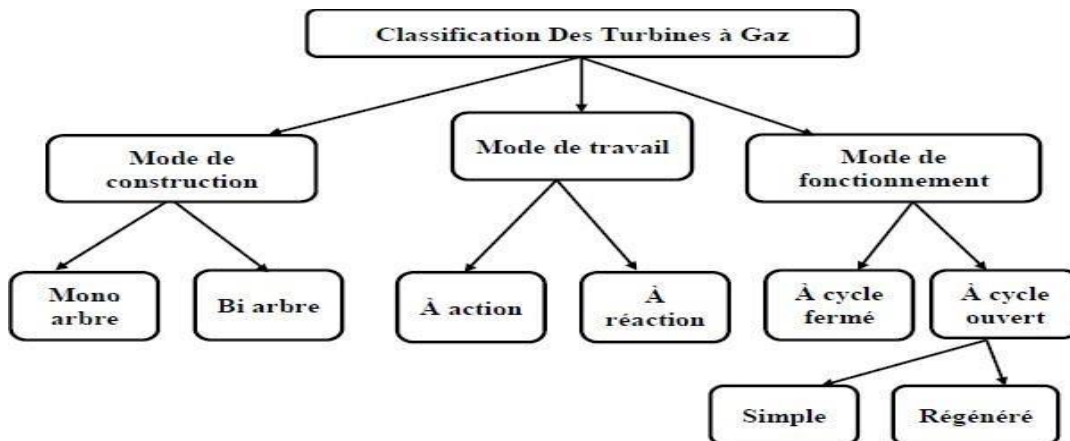 Classification Des Turbines à Gaz
Mode de
construction
Mode de travail
Mode de
fonctionnement
Mono
arbre
Bi arbre
À action
À
réaction
À cycle
fermé
À cycle
ouvert
Simple
Régénéré